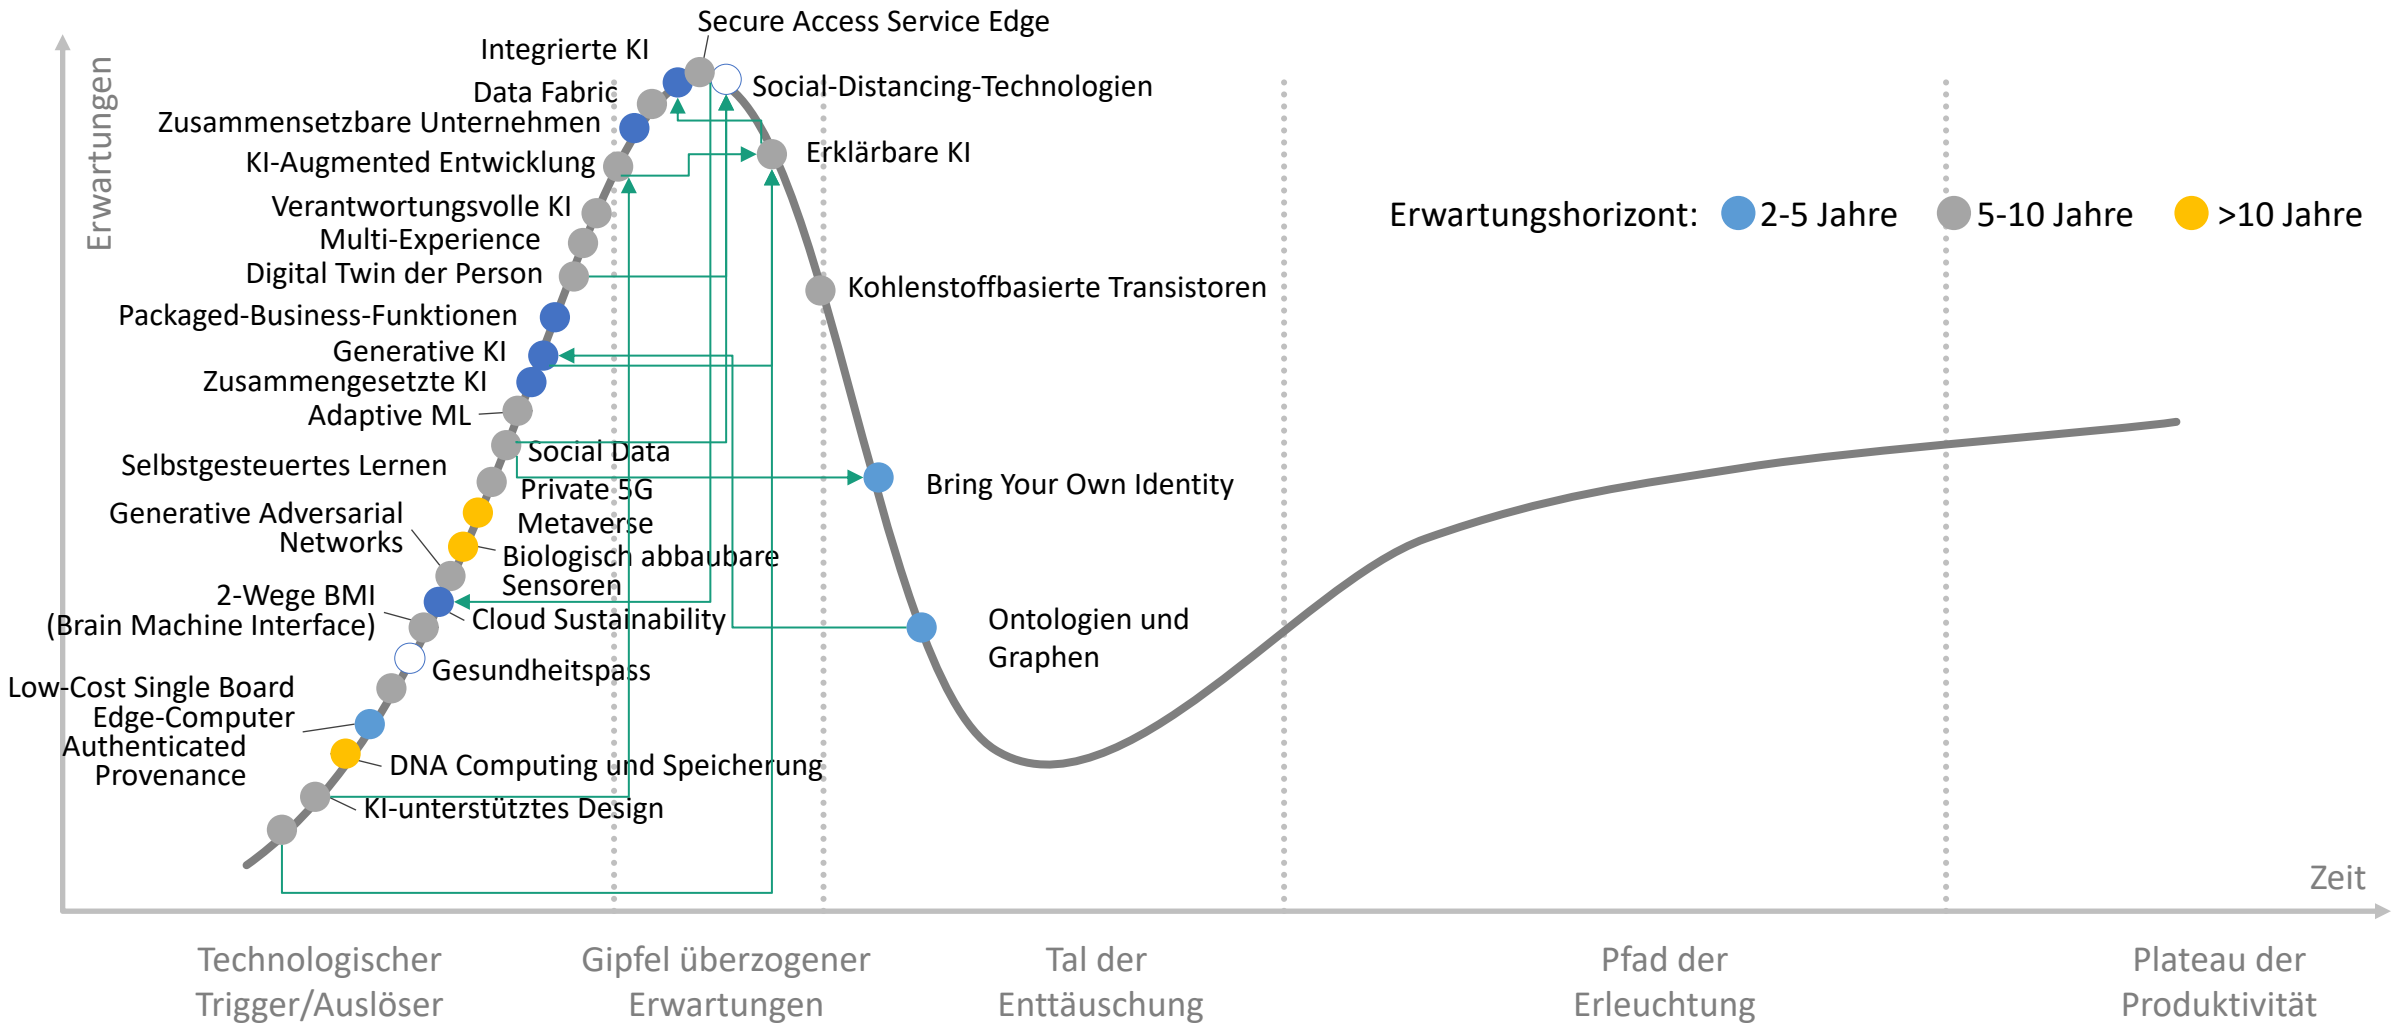 Secure Access Service Edge
Integrierte KI
Social-Distancing-Technologien
Data Fabric
Zusammensetzbare Unternehmen
KI-Augmented Entwicklung
Erklärbare KI
Verantwortungsvolle KI
Multi-Experience
Digital Twin der Person
Kohlenstoffbasierte Transistoren
Packaged-Business-Funktionen
Generative KI
Zusammengesetzte KI
Adaptive ML
Social Data
Selbstgesteuertes Lernen
Private 5G
Metaverse
Generative Adversarial
Networks
Biologisch abbaubare
Sensoren
2-Wege BMI
(Brain Machine Interface)
Cloud Sustainability
Gesundheitspass
Low-Cost Single Board
Edge-Computer
Authenticated
Provenance
DNA Computing und Speicherung
KI-unterstütztes Design
Bring Your Own Identity
Ontologien und
Graphen
Erwartungshorizont:
2-5 Jahre
5-10 Jahre
>10 Jahre
Erwartungen
Zeit
Technologischer
Trigger/Auslöser
Gipfel überzogener
Erwartungen
Tal der
Enttäuschung
Pfad der
Erleuchtung
Plateau der
Produktivität